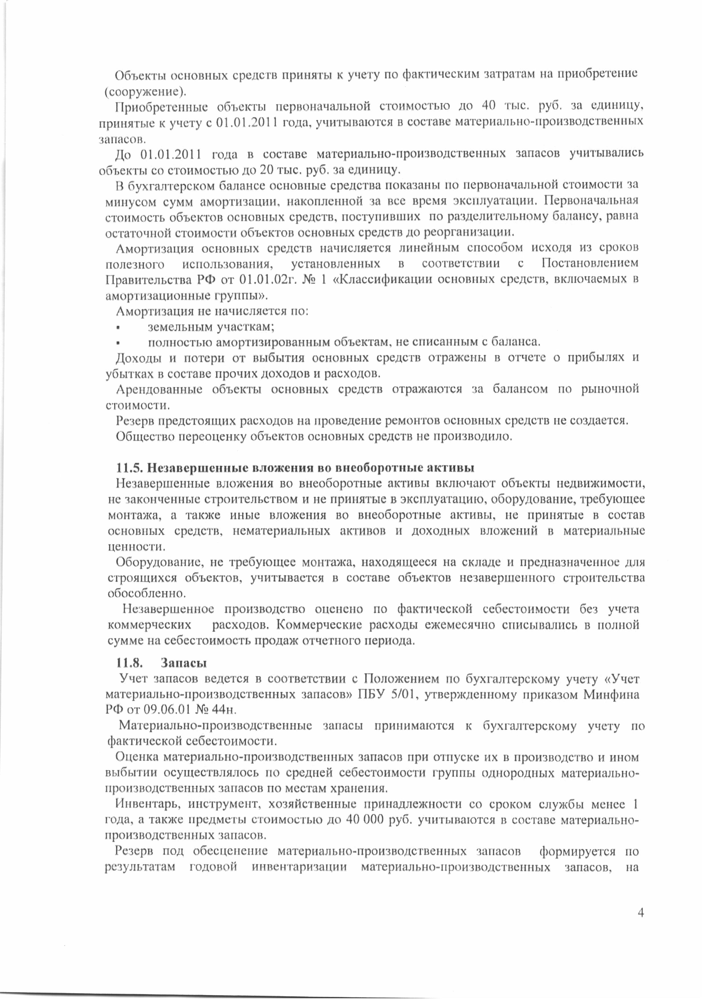 Объекты основных средств приняты к учету по фактическим затратам на приобретение
(сооружение).
Приобретенные объекты первоначальной стоимостью до 40 тыс. руб. за единицу,
принятые к учету с 01.01.2011 года, учитываются в составе материально-производственных
запасов.
До 01.01.2011 года в составе материально-производственных запасов учитывались
объекты со стоимостью до 20 тыс. руб. за единицу.
В бухгалтерском балансе основные средства показаны по первоначальной стоимости за
минусом сумм амортизации, накопленной за все время эксплуатации. Первоначальная
стоимость объектов основных средств, поступивших по разделительному балансу, равна
остаточной стоимости объектов основных средств до реорганизации.
Амортизация основных средств начисляется линейным способом исходя из сроков
полезного использования, установленных в соответствии с Постановлением
Правительства РФ от 01.01.02г. № 1 «Классификации основных средств, включаемых в
амортизационные группы».
Амортизация не начисляется по:
▪ земельным участкам;
▪ полностью амортизированным объектам, не списанным с баланса.
Доходы и потери от выбытия основных средств отражены в отчете о прибылях и
убытках в составе прочих доходов и расходов.
Арендованные объекты основных средств отражаются за балансом по рыночной
стоимости.
Резерв предстоящих расходов на проведение ремонтов основных средств не создается.
Общество переоценку объектов основных средств не производило.
11.5. Незавершенные вложения во внеоборотные активы
Незавершенные вложения во внеоборотные активы включают объекты недвижимости,
не законченные строительством и не принятые в эксплуатацию, оборудование, требующее
монтажа, а также иные вложения во внеоборотные активы, не принятые в состав
основных средств, нематериальных активов и доходных вложений в материальные
ценности.
Оборудование, не требующее монтажа, находящееся на складе и предназначенное для
строящихся объектов, учитывается в составе объектов незавершенного строительства
обособленно.
Незавершенное производство оценено по фактической себестоимости без учета
коммерческих расходов. Коммерческие расходы ежемесячно списывались в полной
сумме на себестоимость продаж отчетного периода.
11.8. Запасы
Учет запасов ведется в соответствии с Положением по бухгалтерскому учету «Учет
материально-производственных запасов» ПБУ 5/01, утвержденному приказом Минфина
РФ от 09.06.01 № 44н.
Материально-производственные запасы принимаются к бухгалтерскому учету по
фактической себестоимости.
Оценка материально-производственных запасов при отпуске их в производство и ином
выбытии осуществлялось по средней себестоимости группы однородных материально-
производственных запасов по местам хранения.
Инвентарь, инструмент, хозяйственные принадлежности со сроком службы менее 1
года, а также предметы стоимостью до 40 000 руб. учитываются в составе материально-
производственных запасов.
Резерв под обесценение материально-производственных запасов формируется по
результатам годовой инвентаризации материально-производственных запасов, на
4